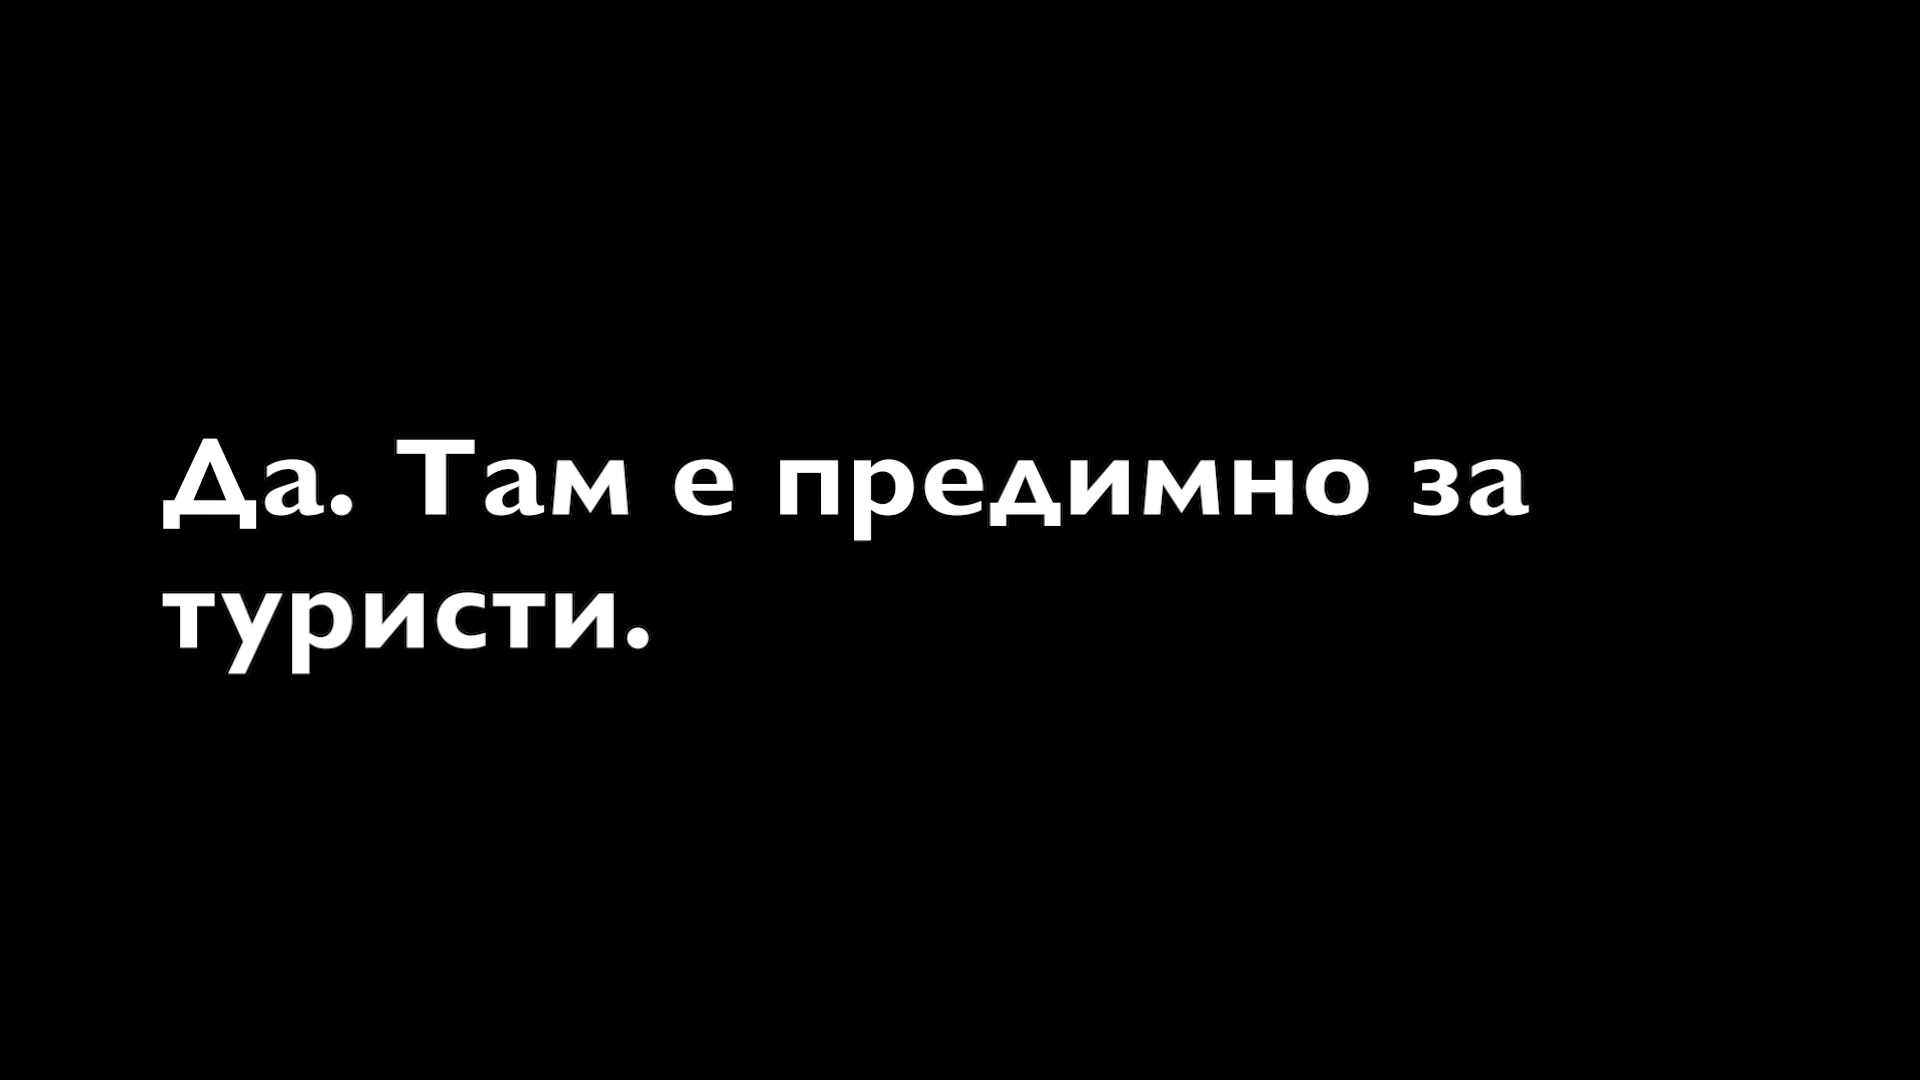 Да. Там е предимно за
туристи.